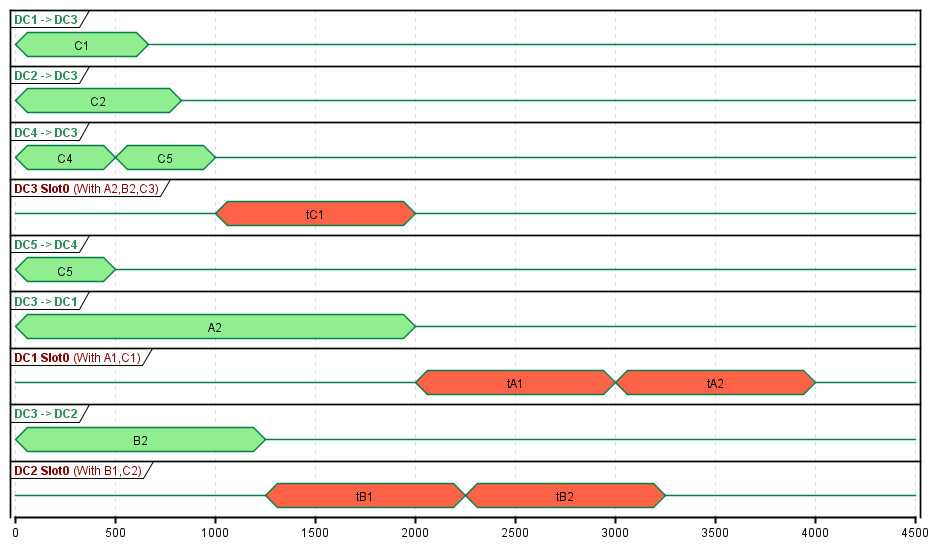 DC1 -> DC3
C1
DC2 -> DC3
C2
DC4 -> DC3
C4 C5
DC3 Slot0 (With A2,B2,C3)
tC1
DC5 -> DC4
C5
DC3 -> DC1
A2
DC1 Slot0 (With A1,C1)
tA1 tA2
DC3 -> DC2
B2
DC2 Slot0 (With B1,C2)
tB1 tB2
0 500 1000 1500 2000 2500 3000 3500 4000 4500